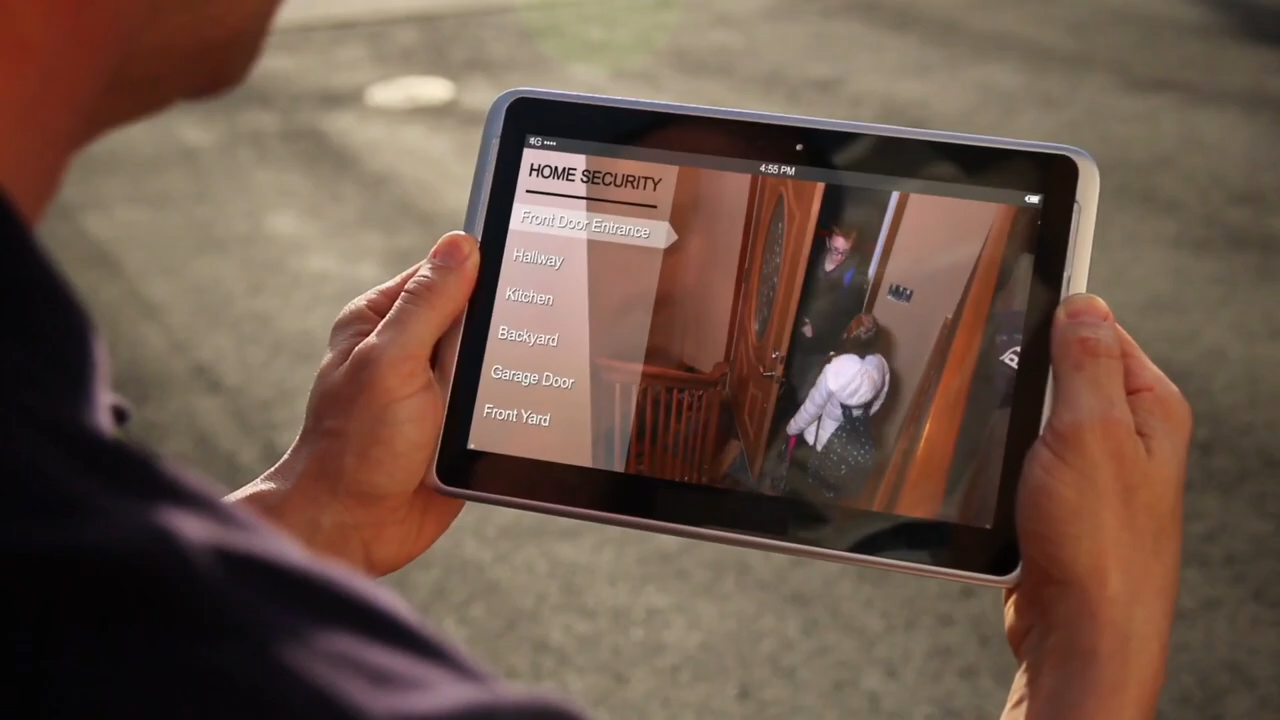 4G
4:55 PM
HOME SECURITY
Front Door Entrance
Hallway
Kitchen
Backyard
Garage Door
Front Yard